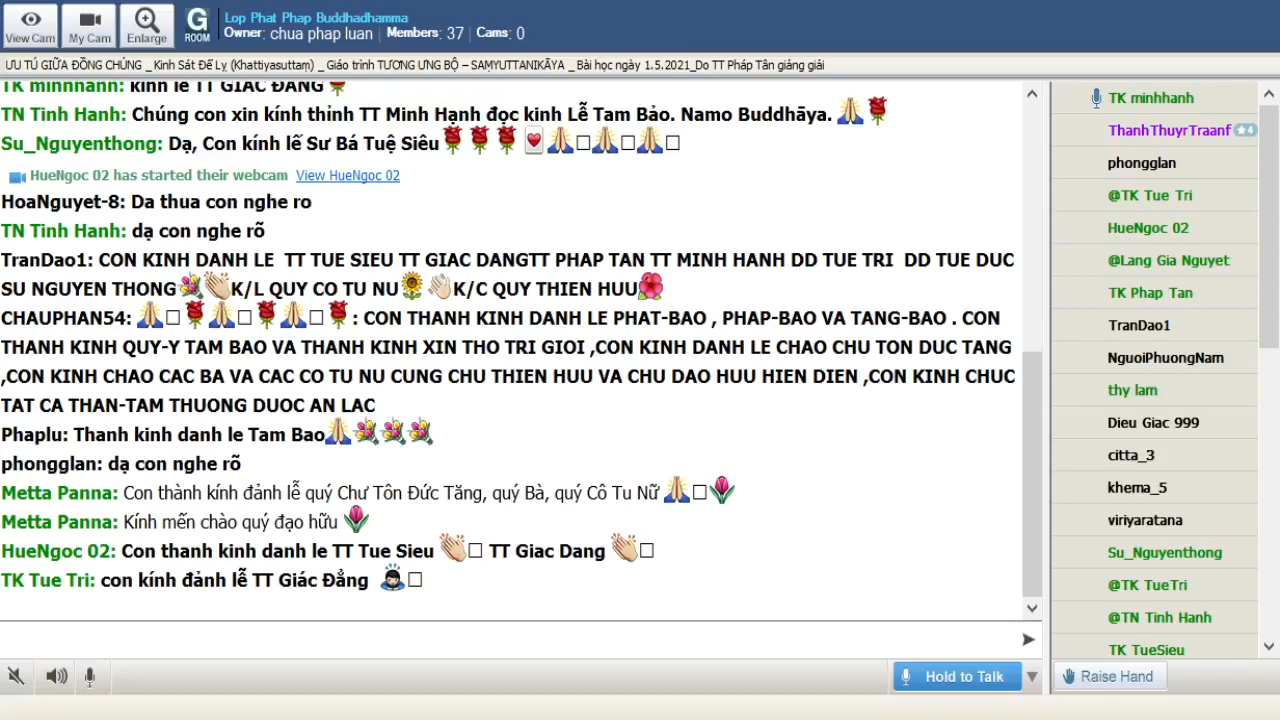 View Cam
My Cam
Enlarge
G
ROOM
Lop Phat Phap Buddhadhamma
Owner: chua phap luan | Members: 37 | Cams: 0
ƯU TÚ GIỮA ĐỒNG CHỦNG _Kinh Sát Đế Lỵ (Khattiyasuttaṃ) _Giáo trình TƯƠNG ƯNG BỘ – SAṂYUTTANIKĀYA _Bài học ngày 1.5.2021_Do TT Pháp Tân giảng giải
TK minhhanh: kính lễ TT GIÁC ĐẲNG
TN Tinh Hanh: Chúng con xin kính thỉnh TT Minh Hạnh đọc kinh Lễ Tam Bảo. Namo Buddhāya. 🙏🌹
Su_Nguyenthong: Dạ, Con kính lễ Sư Bá Tuệ Siêu🌹🌹🌹💌🙏🙏🙏
HueNgoc 02 has started their webcam View HueNgoc 02
HoaNguyet-8: Da thua con nghe ro
TN Tinh Hanh: dạ con nghe rõ
TranDao1: CON KINH DANH LE TT TUE SIEU TT GIAC DANGTT PHAP TAN TT MINH HANH DD TUE TRI DD TUE DUC
SU NGUYEN THONG💐👏K/L QUY CO TU NU🌻👏K/C QUY THIEN HUU🌺
CHAUPHAN54: 🙏🌹🙏🌹🙏🌹: CON THANH KINH DANH LE PHAT-BAO , PHAP-BAO VA TANG-BAO . CON
THANH KINH QUY-Y TAM BAO VA THANH KINH XIN THO TRI GIOI ,CON KINH DANH LE CHAO CHU TON DUC TANG
,CON KINH CHAO CAC BA VA CAC CO TU NU CUNG CHU THIEN HUU VA CHU DAO HUU HIEN DIEN ,CON KINH CHUC
TAT CA THAN-TAM THUONG DUOC AN LAC
Phaplu: Thanh kinh danh le Tam Bao🙏💐💐💐
phongglan: dạ con nghe rõ
Metta Panna: Con thành kính đảnh lễ quý Chư Tôn Đức Tăng, quý Bà, quý Cô Tu Nữ 🙏🌷
Metta Panna: Kính mến chào quý đạo hữu 🌷
HueNgoc 02: Con thanh kinh danh le TT Tue Sieu 👏 TT Giac Dang 👏
TK Tue Tri: con kính đảnh lễ TT Giác Đẳng 🙇
TK minhhanh
ThanhThuyrTraanf ★4
phongglan
@TK Tue Tri
HueNgoc 02
@Lang Gia Nguyet
TK Phap Tan
TranDao1
NguoiPhuongNam
thy lam
Dieu Giac 999
citta_3
khema_5
viriyaratana
Su_Nguyenthong
@TK TueTri
@TN Tinh Hanh
TK TueSieu
Hold to Talk
Raise Hand